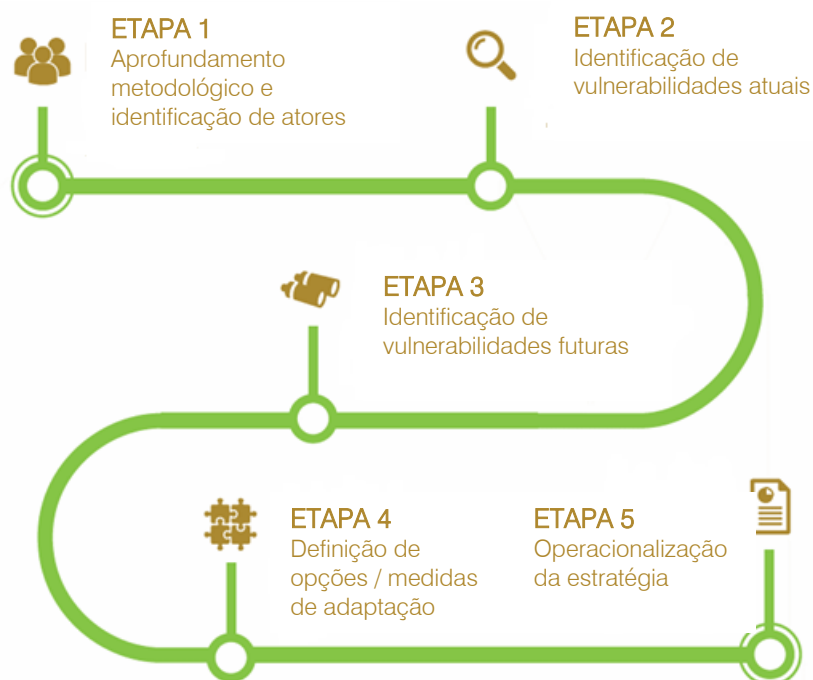 ETAPA 1
Aprofundamento
metodológico e
identificação de atores
ETAPA 2
Identificação de
vulnerabilidades atuais
ETAPA 3
Identificação de
vulnerabilidades futuras
ETAPA 4
Definição de
opções / medidas
de adaptação
ETAPA 5
Operacionalização
da estratégia